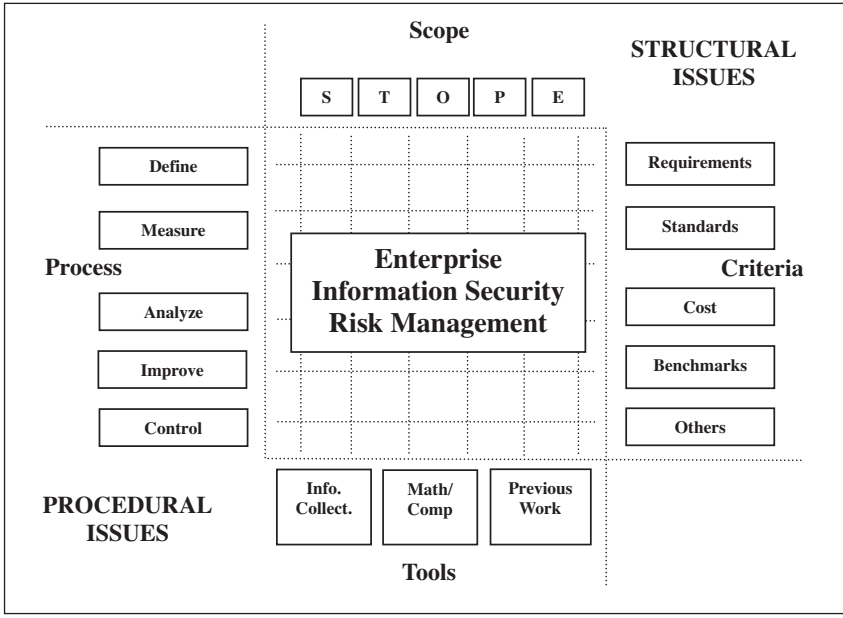 Scope
STRUCTURAL
ISSUES
S T O P E
Define
Measure
Process
Analyze
Improve
Control
Enterprise
Information Security
Risk Management
Requirements
Standards
Criteria
Cost
Benchmarks
Others
PROCEDURAL
ISSUES
Info.
Collect.
Math/
Comp
Previous
Work
Tools